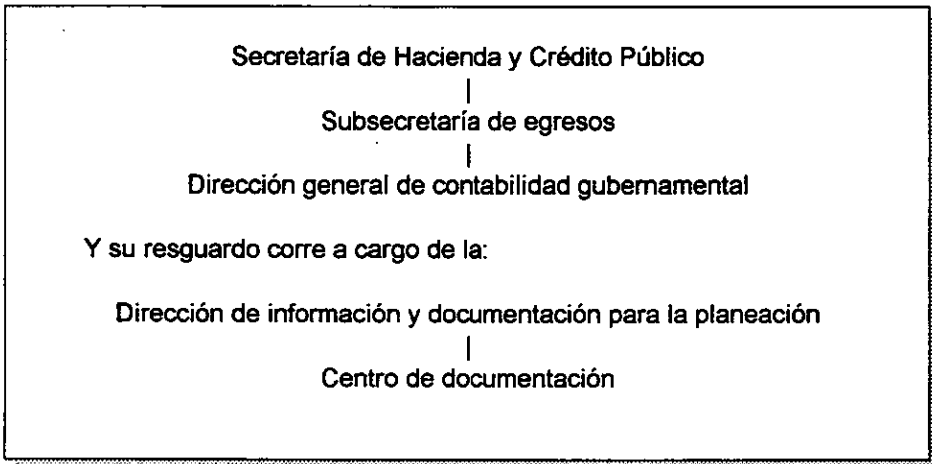 Secretaría de Hacienda y Crédito Público
Subsecretaría de egresos
Dirección general de contabilidad gubernamental
Y su resguardo corre a cargo de la:
Dirección de información y documentación para la planeación
Centro de documentación